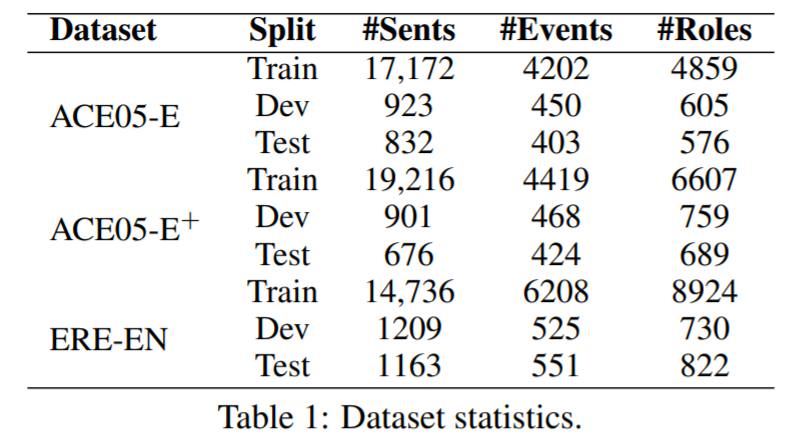 Dataset Split #Sents #Events #Roles
Train 17,172 4202 4859
ACE05-E Dev 923 450 605
Test 832 403 576
Train 19,216 4419 6607
ACE05-E+ Dev 901 468 759
Test 676 424 689
Train 14,736 6208 8924
ERE-EN Dev 1209 525 730
Test 1163 551 822
Table 1: Dataset statistics.